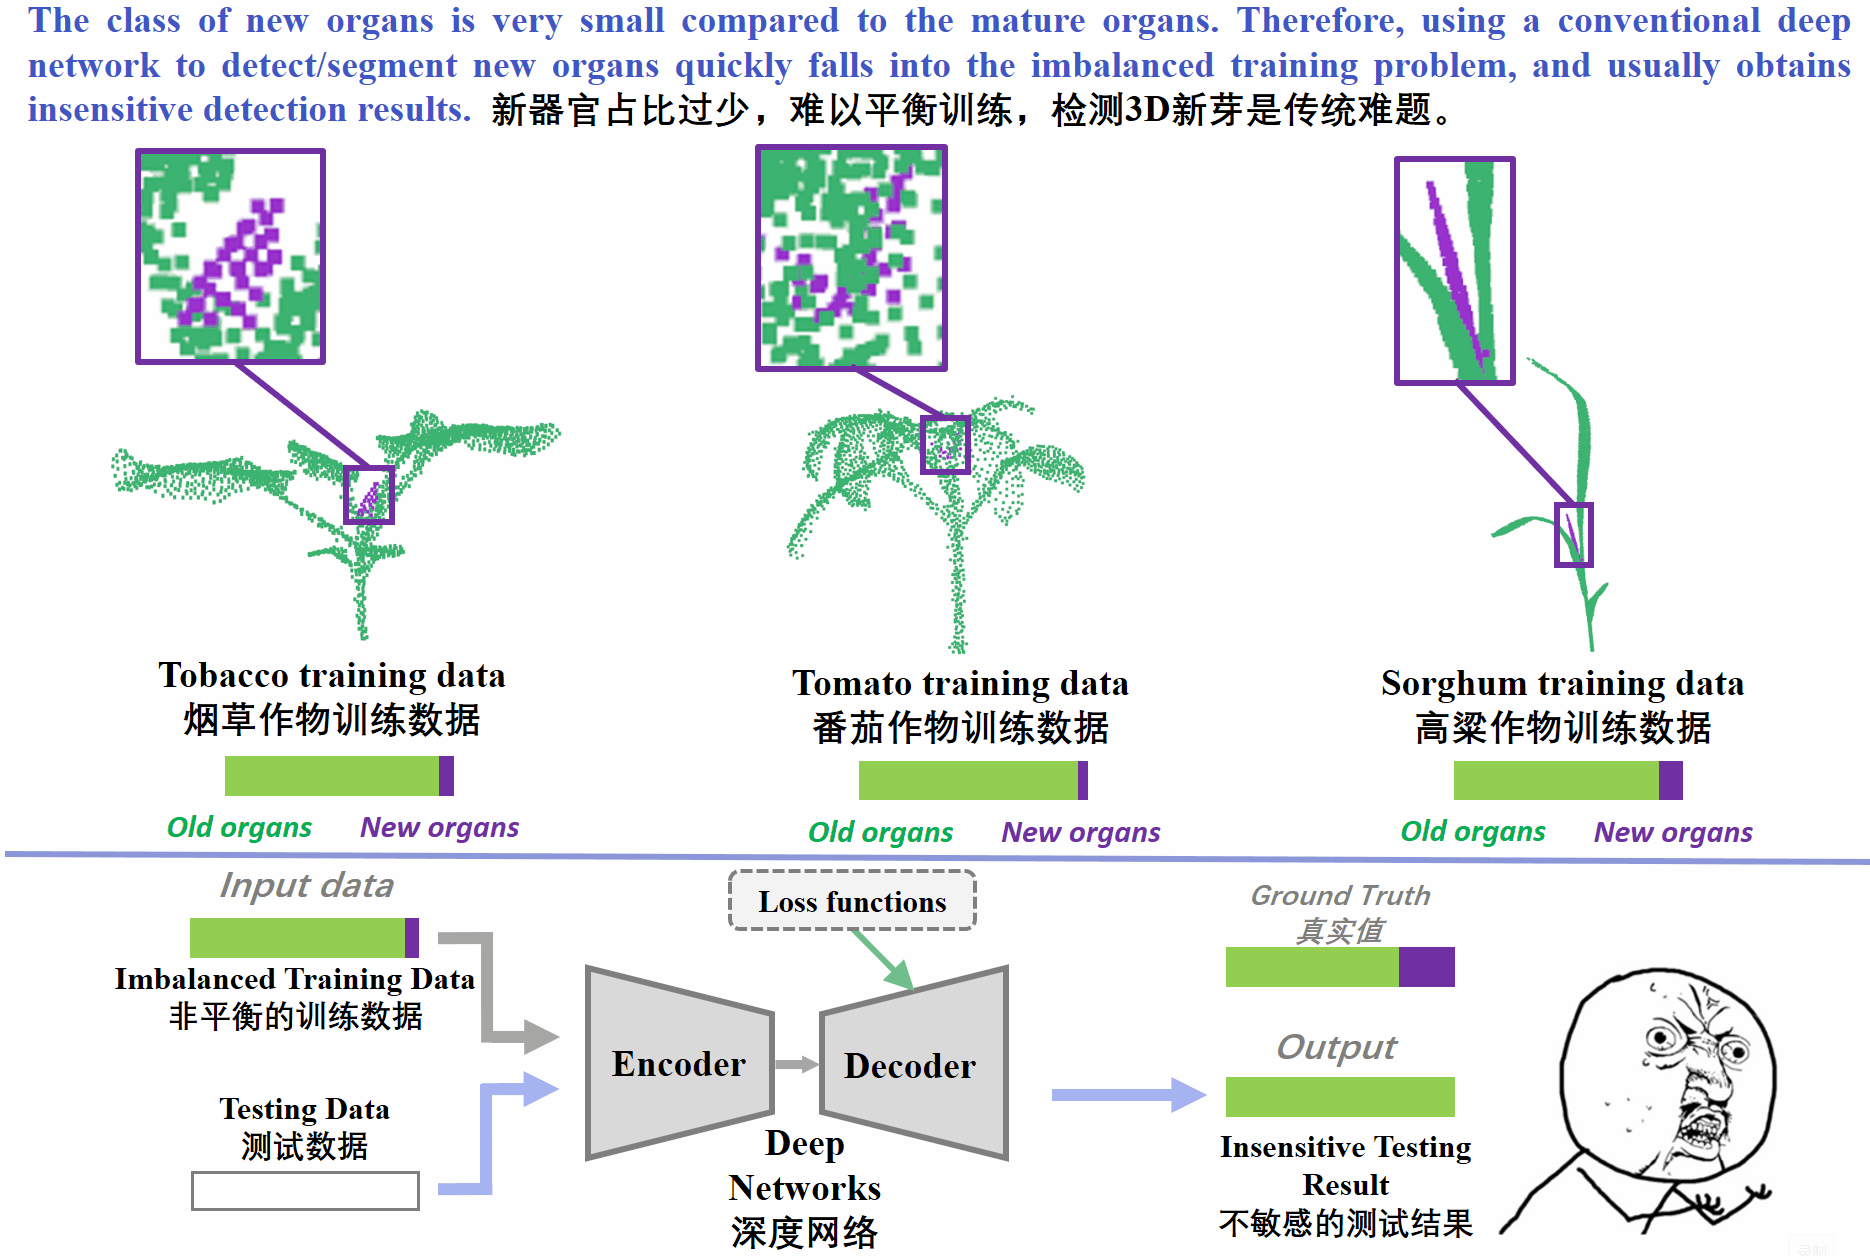 The class of new organs is very small compared to the mature organs. Therefore, using a conventional deep
network to detect/segment new organs quickly falls into the imbalanced training problem, and usually obtains
insensitive detection results. 新器官占比过少，难以平衡训练，检测3D新芽是传统难题。
Tobacco training data
烟草作物训练数据
Old organs New organs
Tomato training data
番茄作物训练数据
Old organs New organs
Sorghum training data
高粱作物训练数据
Old organs New organs
Input data
Imbalanced Training Data
非平衡的训练数据
Testing Data
测试数据
Loss functions
Encoder
Decoder
Deep
Networks
深度网络
Ground Truth
真实值
Output
Insensitive Testing
Result
不敏感的测试结果